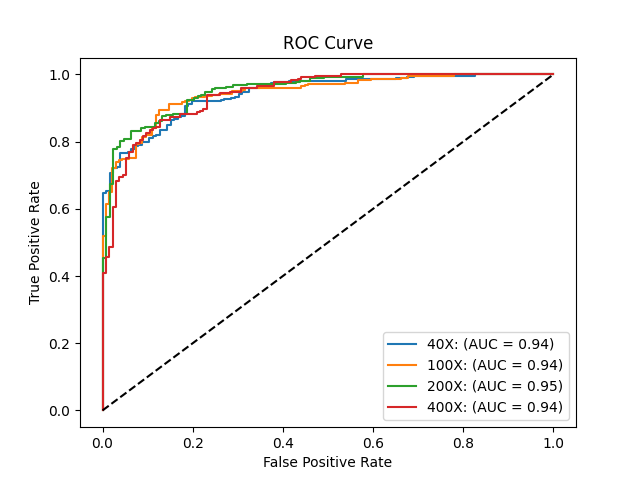 ROC Curve
True Positive Rate
1.0
0.8
0.6
0.4
0.2
0.0
40X: (AUC = 0.94)
100X: (AUC = 0.94)
200X: (AUC = 0.95)
400X: (AUC = 0.94)
0.0 0.2 0.4 0.6 0.8 1.0
False Positive Rate